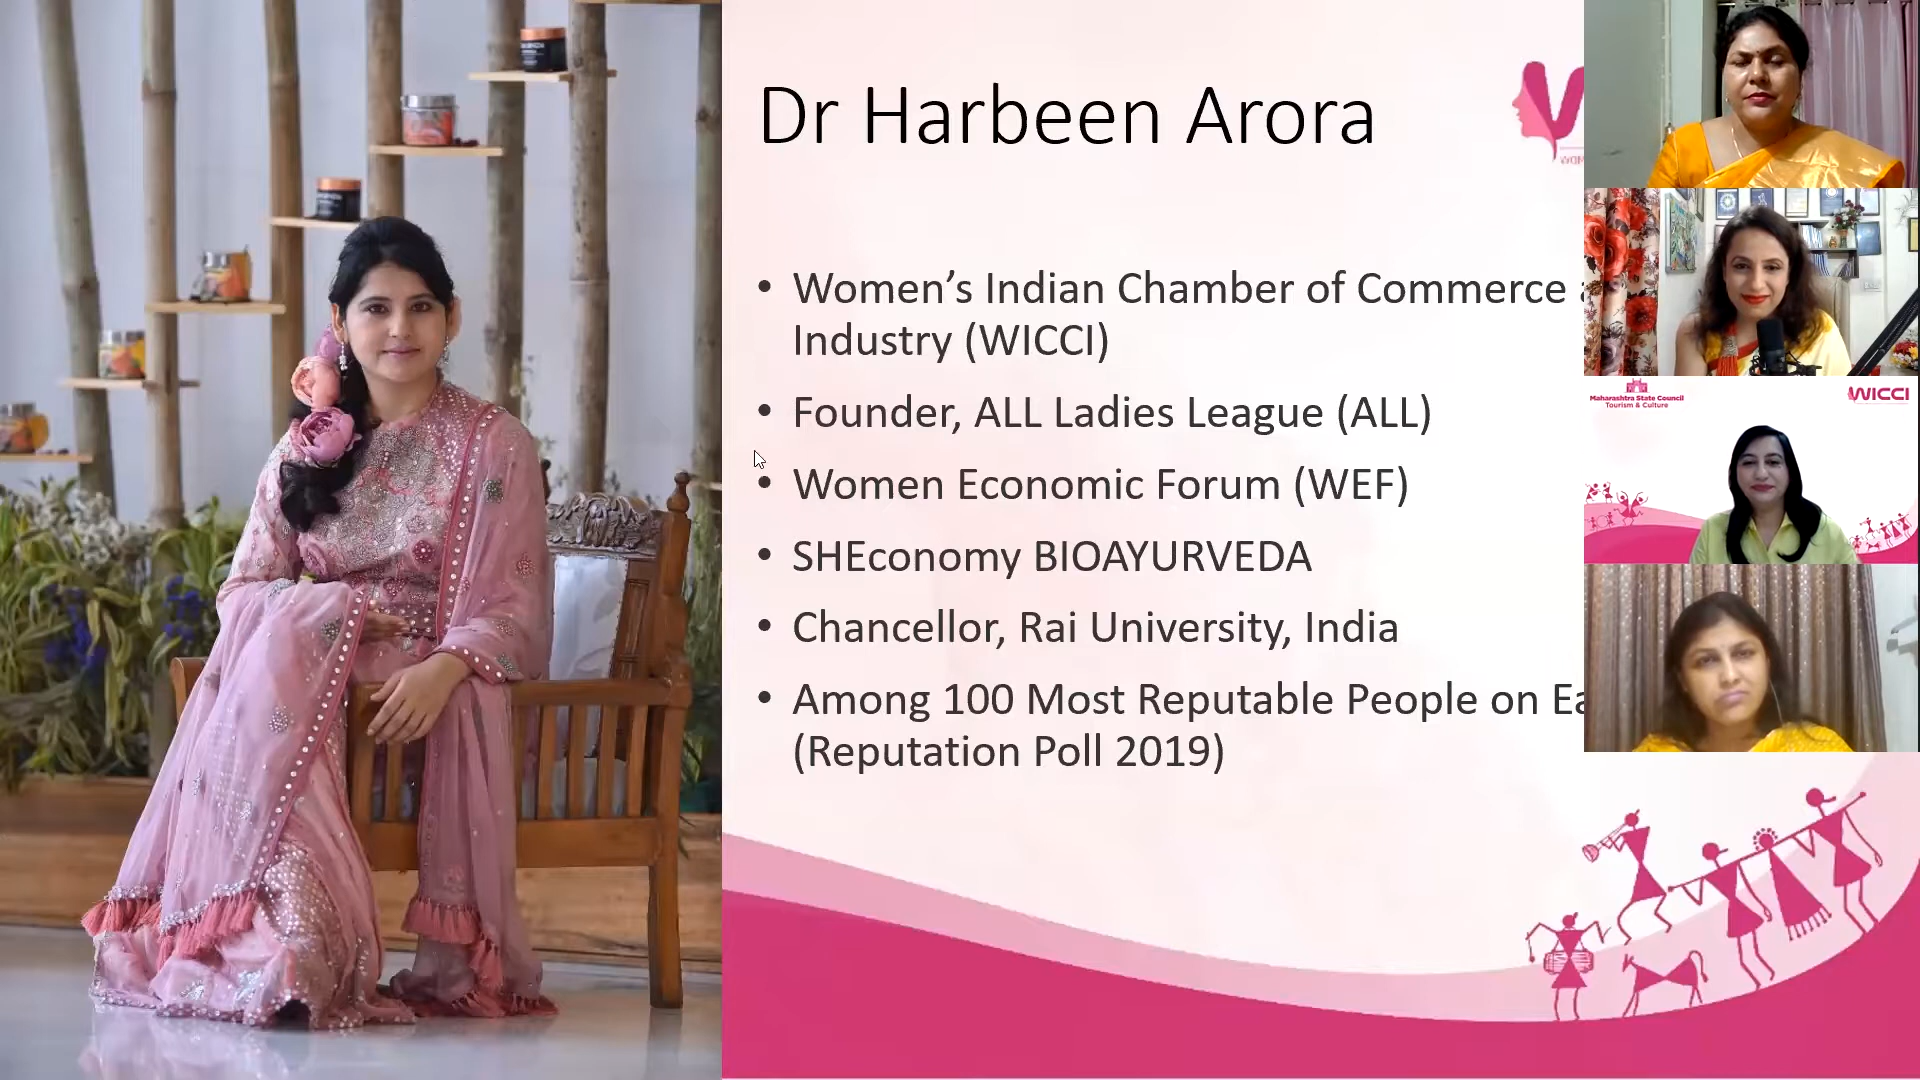 Dr Harbeen Arora
• Women's Indian Chamber of Commerce
Industry (WICCI)
• Founder, ALL Ladies League (ALL)
• Women Economic Forum (WEF)
• SHEconomy BIOAYURVEDA
• Chancellor, Rai University, India
• Among 100 Most Reputable People on Ea
(Reputation Poll 2019)
Maharashtra State Council
Tourism & Culture
WICCI